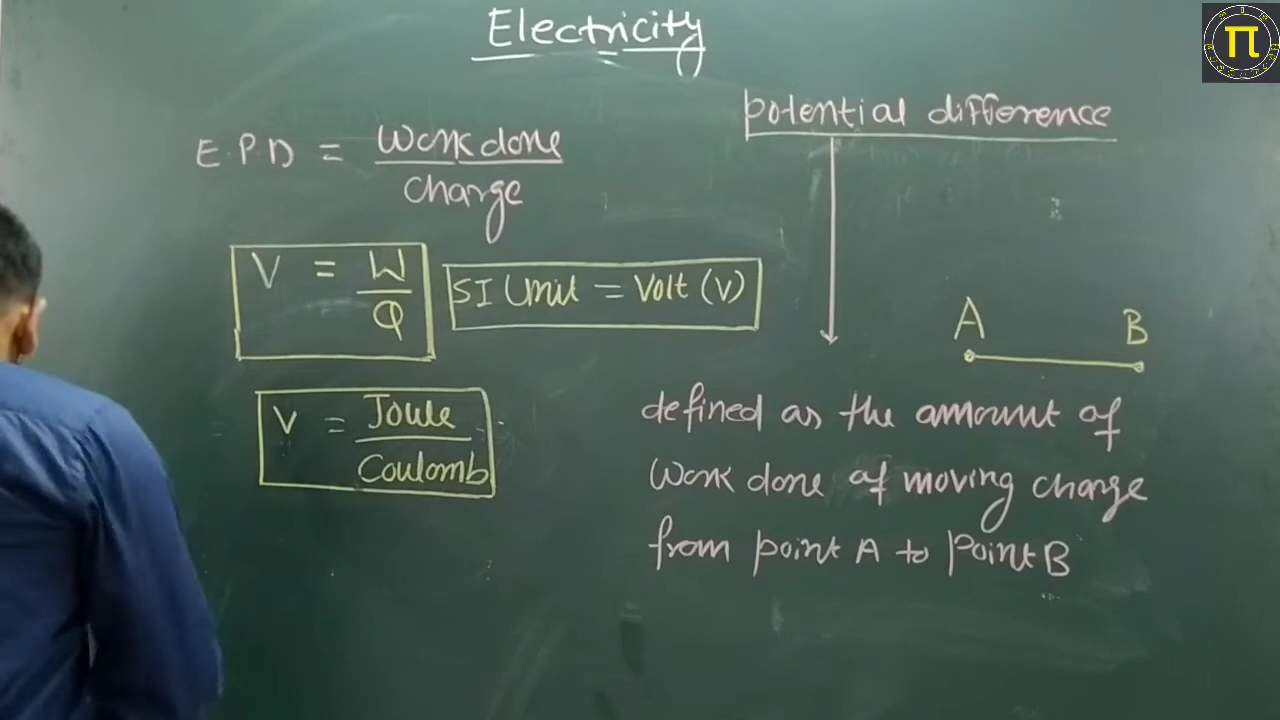 Electricity
E.P.D = Work done
charge
V = W
Q
SI Unit = Volt (V)
V = Joule
Coulomb
potential difference
A B
defined as the amount of
work done of moving charge
from point A to point B
π